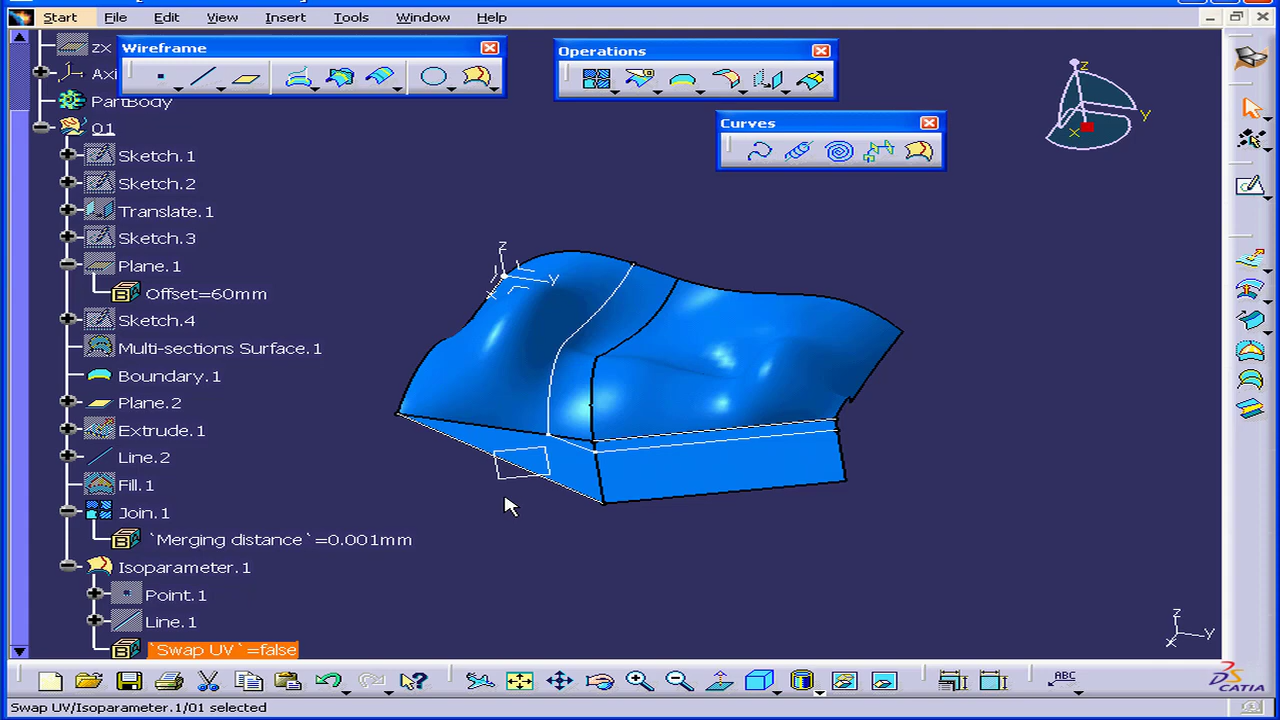 Start File Edit View Insert Tools Window Help
Wireframe
Operations
Curves
zx
Axi
PartBody
01
Sketch.1
Sketch.2
Translate.1
Sketch.3
Plane.1
Offset=60mm
Sketch.4
Multi-sections Surface.1
Boundary.1
Plane.2
Extrude.1
Line.2
Fill.1
Join.1
`Merging distance`=0.001mm
Isoparameter.1
Point.1
Line.1
`Swap UV`=false
z
y
x
z
y
x
z
y
x
ABC
CATIA
Swap UV/Isoparameter.1/01 selected